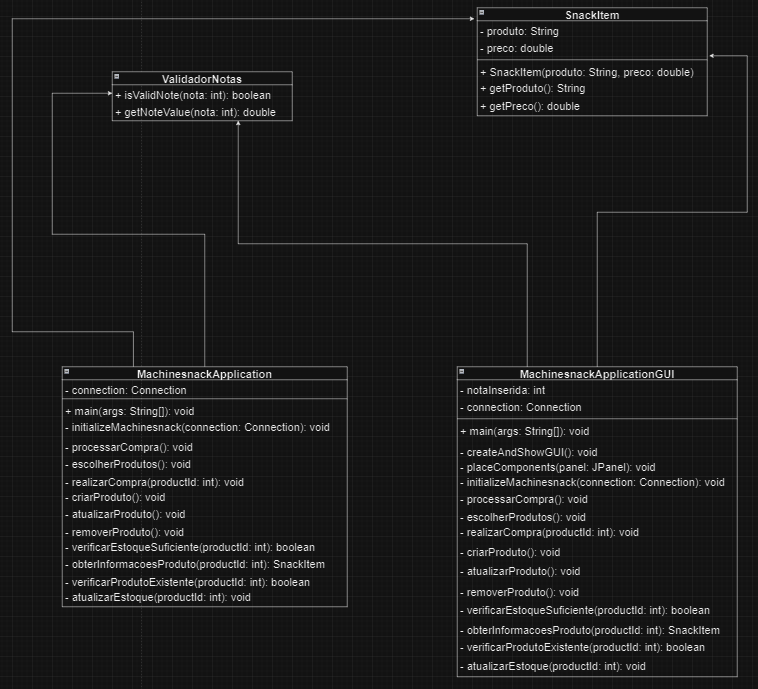 SnackItem
- produto: String
- preco: double
+ SnackItem(produto: String, preco: double)
+ getProduto(): String
+ getPreco(): double
ValidadorNotas
+ isValidNote(nota: int): boolean
+ getNoteValue(nota: int): double
MachinesnackApplication
- connection: Connection
+ main(args: String[]): void
- initializeMachinesnack(connection: Connection): void
- processarCompra(): void
- escolherProdutos(): void
- realizarCompra(productId: int): void
- criarProduto(): void
- atualizarProduto(): void
- removerProduto(): void
- verificarEstoqueSuficiente(productId: int): boolean
- obterInformacoesProduto(productId: int): SnackItem
- verificarProdutoExistente(productId: int): boolean
- atualizarEstoque(productId: int): void
MachinesnackApplicationGUI
- notaInserida: int
- connection: Connection
+ main(args: String[]): void
- createAndShowGUI(): void
- placeComponents(panel: JPanel): void
- initializeMachinesnack(connection: Connection): void
- processarCompra(): void
- escolherProdutos(): void
- realizarCompra(productId: int): void
- criarProduto(): void
- atualizarProduto(): void
- removerProduto(): void
- verificarEstoqueSuficiente(productId: int): boolean
- obterInformacoesProduto(productId: int): SnackItem
- verificarProdutoExistente(productId: int): boolean
- atualizarEstoque(productId: int): void